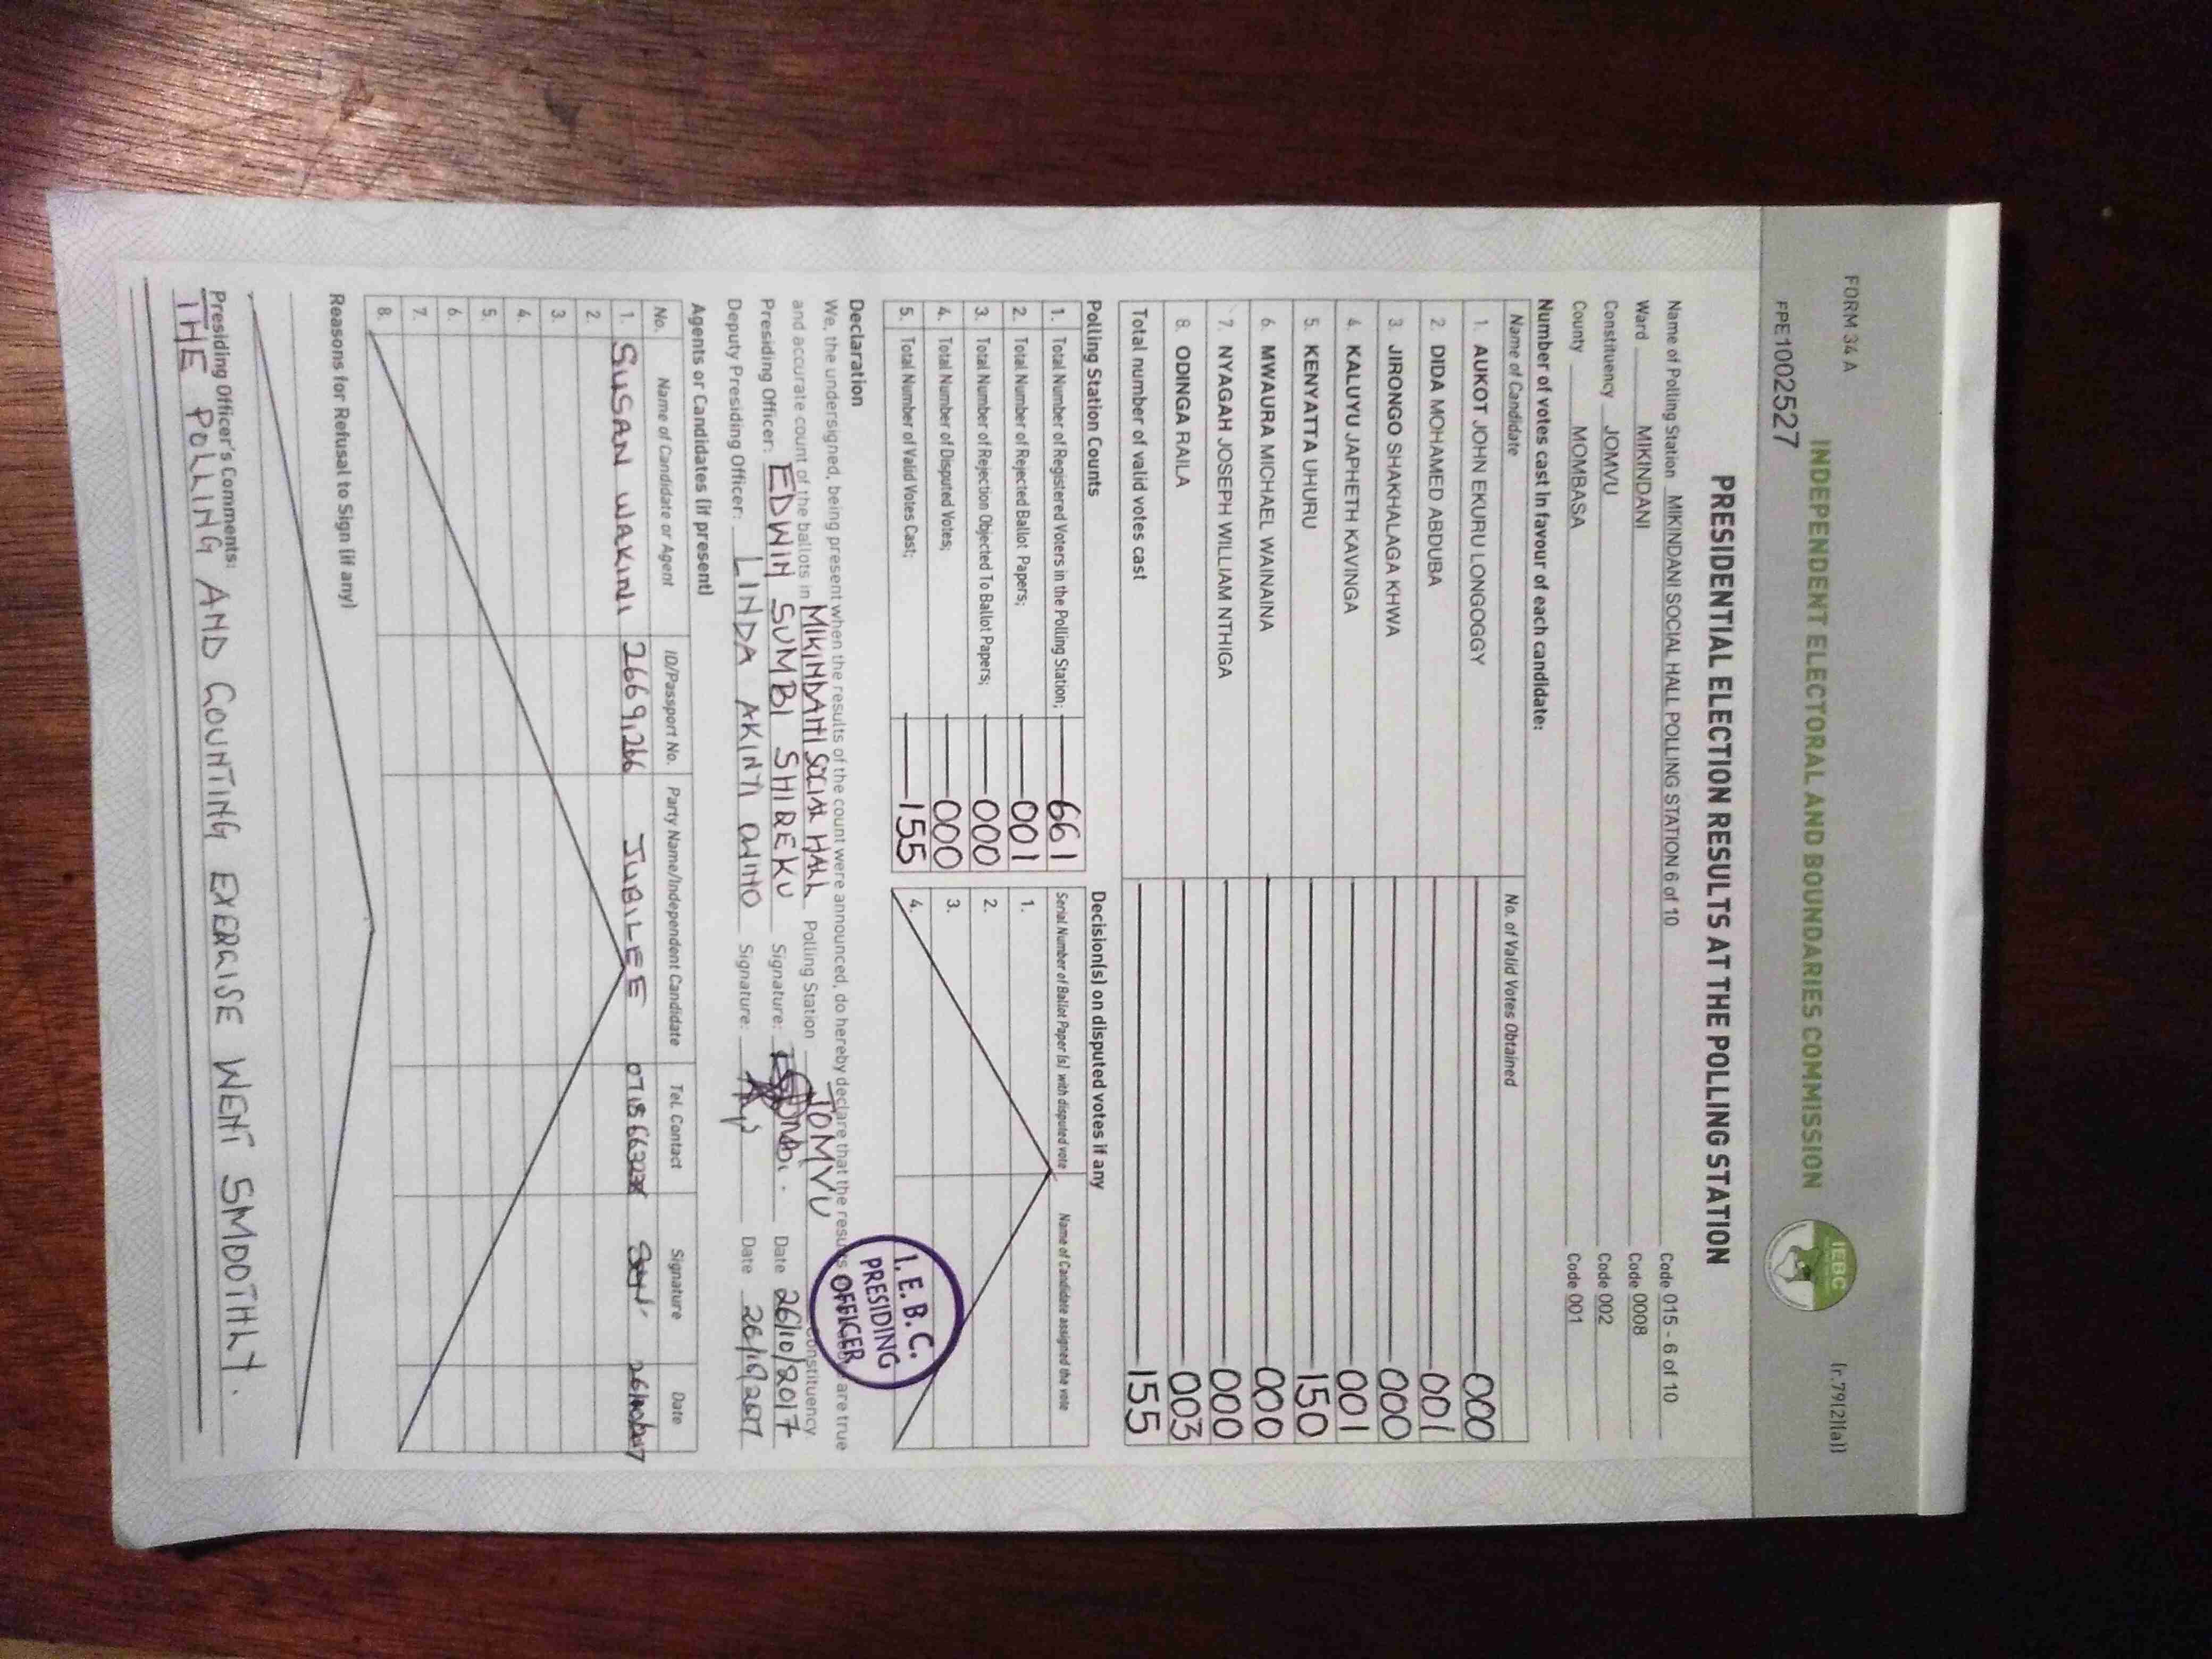 FORM 34 A
(r.79(2)(a))
INDEPENDENT ELECTORAL AND BOUNDARIES COMMISSION
IEBC
FPE1002527
PRESIDENTIAL ELECTION RESULTS AT THE POLLING STATION
Name of Polling Station MIKINDANI SOCIAL HALL POLLING STATION 6 of 10 Code 015 - 6 of 10
Ward MIKINDANI Code 0008
Constituency JOMVU Code 002
County MOMBASA Code 001
Number of votes cast in favour of each candidate:
Name of Candidate No. of Valid Votes Obtained
1. AUKOT JOHN EKURU LONGOGGY 000
2. DIDA MOHAMED ABDUBA 001
3. JIRONGO SHAKHALAGA KHWA 000
4. KALUYU JAPHETH KAVINGA 001
5. KENYATTA UHURU 150
6. MWAURA MICHAEL WAINAINA 000
7. NYAGAH JOSEPH WILLIAM NTHIGA 000
8. ODINGA RAILA 003
Total number of valid votes cast 155
Polling Station Counts
1. Total Number of Registered Voters in the Polling Station; 661
2. Total Number of Rejected Ballot Papers; 001
3. Total Number of Rejection Objected To Ballot Papers; 000
4. Total Number of Disputed Votes; 000
5. Total Number of Valid Votes Cast; 155
Decision(s) on disputed votes if any
Serial Number of Ballot Paper (s) with disputed vote Name of Candidate assigned the vote
1.
2.
3.
4.
I.E.B.C.
PRESIDING
OFFICER
Declaration
We, the undersigned, being present when the results of the count were announced, do hereby declare that the results are true
and accurate count of the ballots in MIKINDANI SOCIAL HALL Polling Station JOMVU Constituency.
Presiding Officer: EDWIN SUMBI SHIREKU Signature: Date 26/10/2017
Deputy Presiding Officer: LINDA AKINYI Signature: Date 26/10/2017
Agents or Candidates (if present)
No. Name of Candidate or Agent ID/Passport No. Party Name/Independent Candidate Tel. Contact Signature Date
1. SUSAN WAKINI 26691266 JUBILEE 26/10/2017
2.
3.
4.
5.
6.
7.
8.
Reasons for Refusal to Sign (if any)
Presiding Officer's Comments:
THE POLLING AND COUNTING EXERCISE WENT SMOOTHLY.